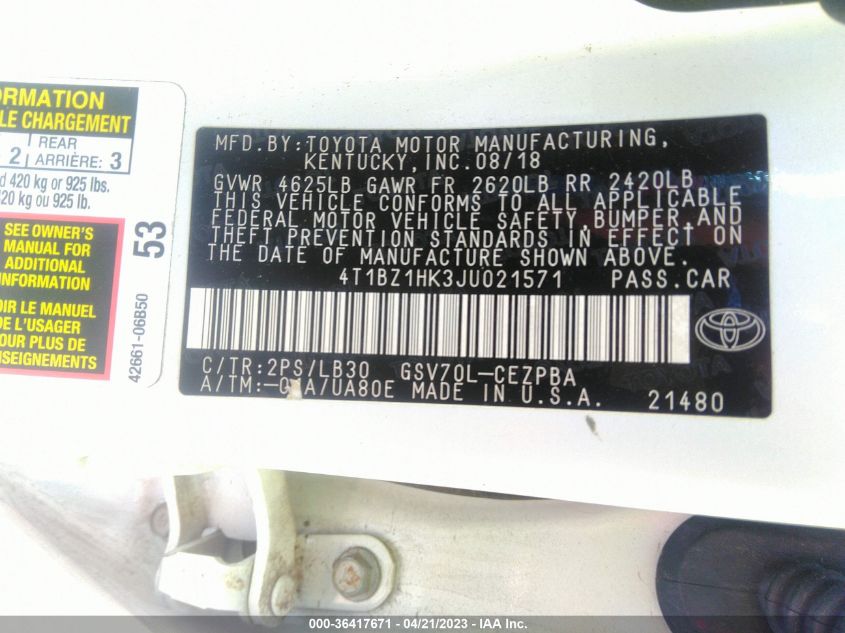 ORMATION
LE CHARGEMENT
2
REAR
ARRIÈRE: 3
d 420 kg or 925 lbs.
420 kg ou 925 lb.
SEE OWNER'S
MANUAL FOR
ADDITIONAL
INFORMATION
OIR LE MANUEL
DE L'USAGER
POUR PLUS DE
ENSEIGNEMENTS
53
42661-06B50
MFD.BY:TOYOTA MOTOR MANUFACTURING,
KENTUCKY,INC.08/18
GVWR 4625LB GAWR FR 2620LB RR 2420LB
THIS VEHICLE CONFORMS TO ALL APPLICABLE
FEDERAL MOTOR VEHICLE SAFETY,BUMPER,AND
THEFT PREVENTION STANDARDS IN EFFECT ON
THE DATE OF MANUFACTURE SHOWN ABOVE.
4T1BZ1HK3JU021571 PASS.CAR
C/TR:2PS/LB30 GSV70L-CEZPBA
A/TM:-01A/UA80E MADE IN U.S.A. 21480
000-36417671 - 04/21/2023 - IAA Inc.